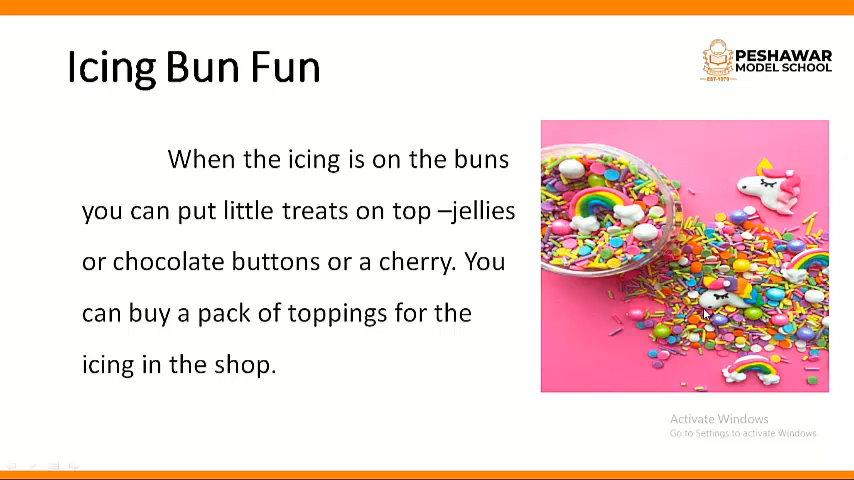 Icing Bun Fun
PESHAWAR
MODEL SCHOOL
EST-1973
When the icing is on the buns
you can put little treats on top –jellies
or chocolate buttons or a cherry. You
can buy a pack of toppings for the
icing in the shop.
Activate Windows
Go to Settings to activate Windows.